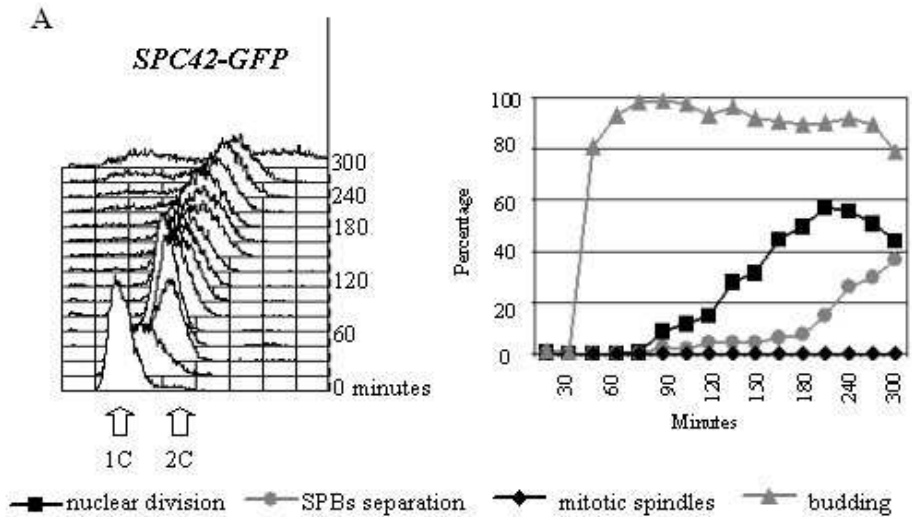 A
SPC42-GFP
300
240
180
120
60
0 minutes
1C
2C
100
80
60
40
20
0
Percentage
30
60
90
120
150
180
240
300
Minutes
nuclear division
SPBs separation
mitotic spindles
budding